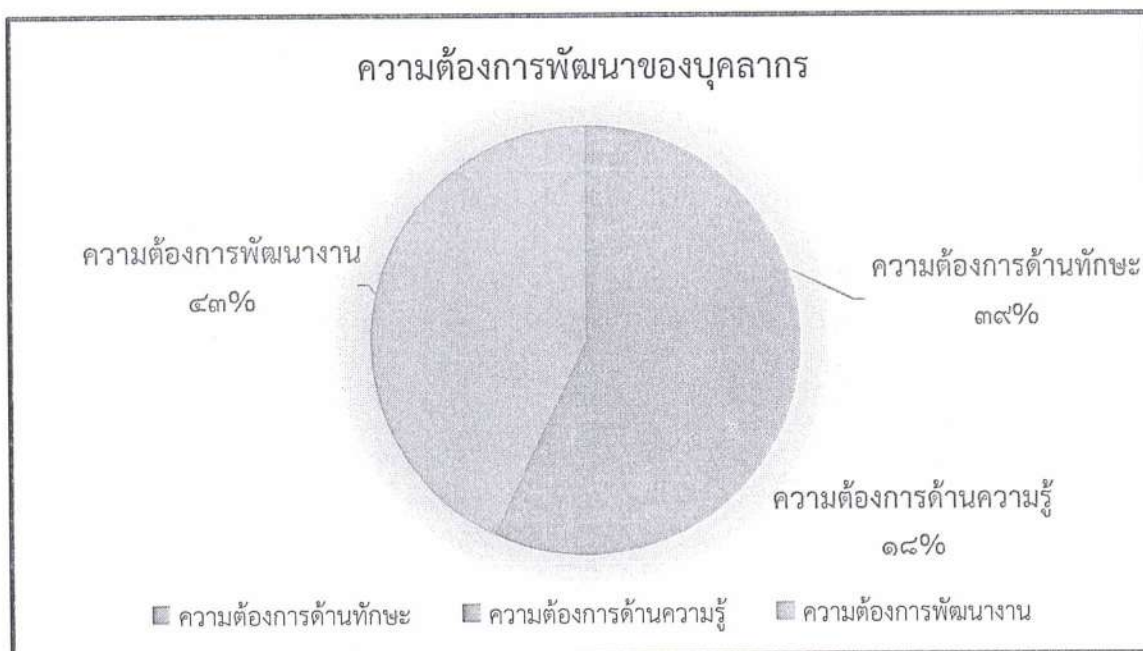 ความต้องการพัฒนาของบุคลากร
ความต้องการพัฒนางาน
๔๓%
ความต้องการด้านทักษะ
๓๙%
ความต้องการด้านความรู้
๑๘%
ความต้องการด้านทักษะ
ความต้องการด้านความรู้
ความต้องการพัฒนางาน